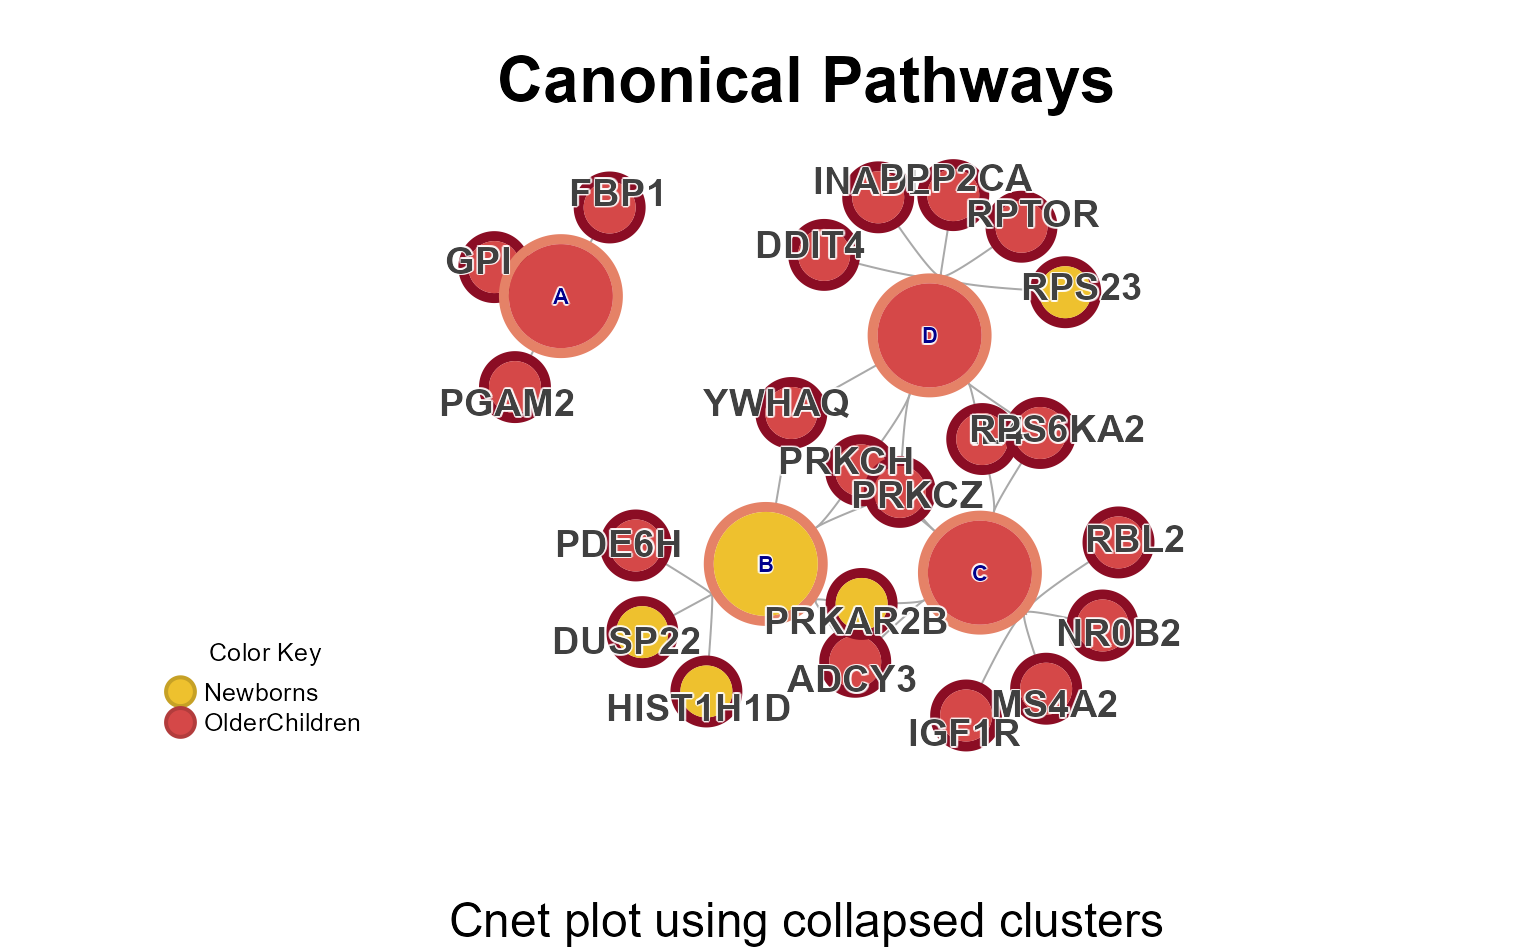 Canonical Pathways
FBP1
GPI
A
PGAM2
PPP2CA
RPTOR
DDIT4
RPS23
D
YWHAQ
RPS6KA2
PRKCH
PRKCZ
PDE6H
B
C
RBL2
PRKAR2B
DUSP22
NR0B2
ADCY3
HIST1H1D
MS4A2
IGF1R
Color Key
Newborns
OlderChildren
Cnet plot using collapsed clusters